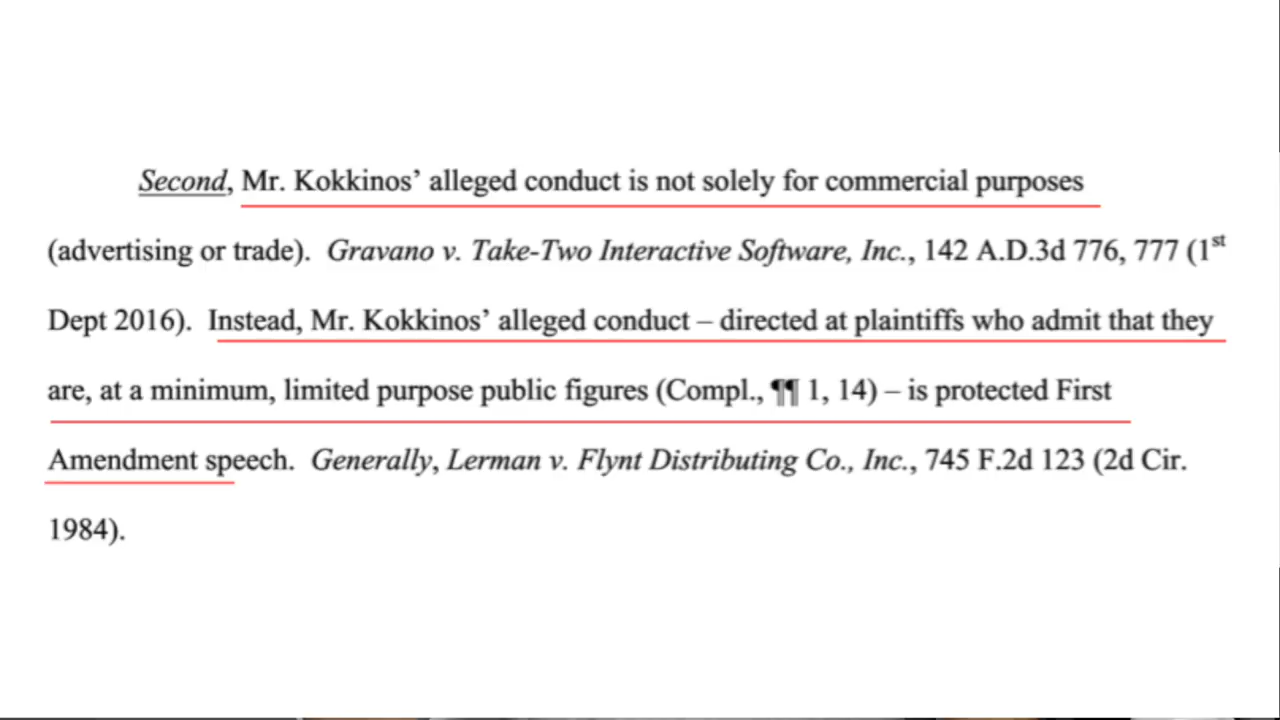 Second, Mr. Kokkinos’ alleged conduct is not solely for commercial purposes
(advertising or trade).  Gravano v. Take-Two Interactive Software, Inc., 142 A.D.3d 776, 777 (1st
Dept 2016).  Instead, Mr. Kokkinos’ alleged conduct – directed at plaintiffs who admit that they
are, at a minimum, limited purpose public figures (Compl., ¶¶ 1, 14) – is protected First
Amendment speech.  Generally, Lerman v. Flynt Distributing Co., Inc., 745 F.2d 123 (2d Cir.
1984).